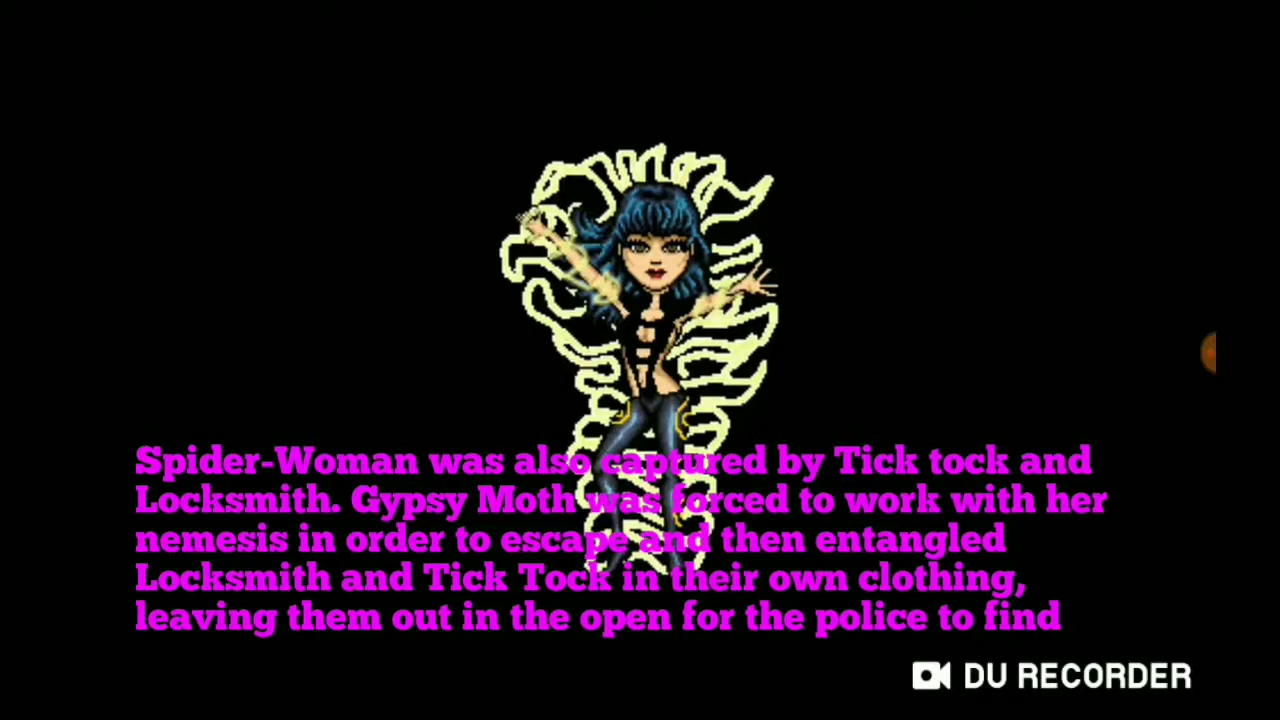 Spider-Woman was also captured by Tick tock and
Locksmith. Gypsy Moth was forced to work with her
nemesis in order to escape and then entangled
Locksmith and Tick Tock in their own clothing,
leaving them out in the open for the police to find
DU RECORDER